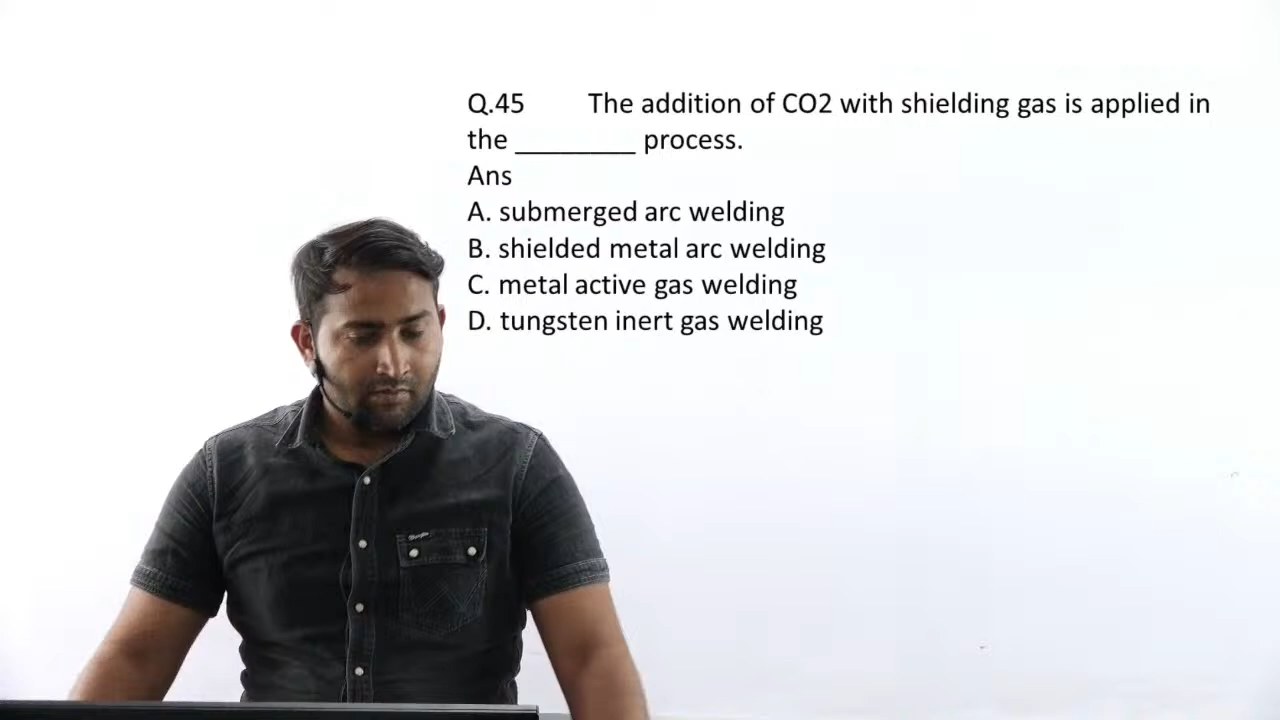 Q.45 The addition of CO2 with shielding gas is applied in
the ________ process.
Ans
A. submerged arc welding
B. shielded metal arc welding
C. metal active gas welding
D. tungsten inert gas welding